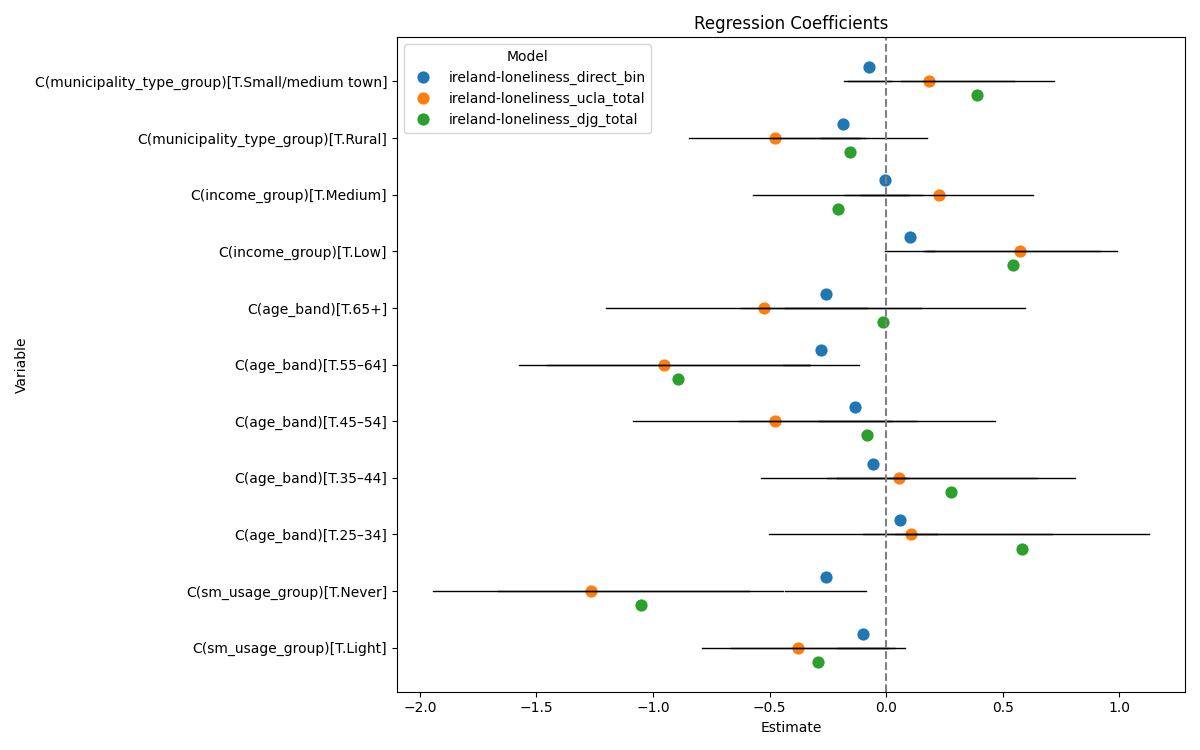 Regression Coefficients
Model
ireland-loneliness_direct_bin
ireland-loneliness_ucla_total
ireland-loneliness_djg_total
C(municipality_type_group)[T.Small/medium town]
C(municipality_type_group)[T.Rural]
C(income_group)[T.Medium]
C(income_group)[T.Low]
C(age_band)[T.65+]
C(age_band)[T.55–64]
C(age_band)[T.45–54]
C(age_band)[T.35–44]
C(age_band)[T.25–34]
C(sm_usage_group)[T.Never]
C(sm_usage_group)[T.Light]
Variable
−2.0 −1.5 −1.0 −0.5 0.0 0.5 1.0
Estimate